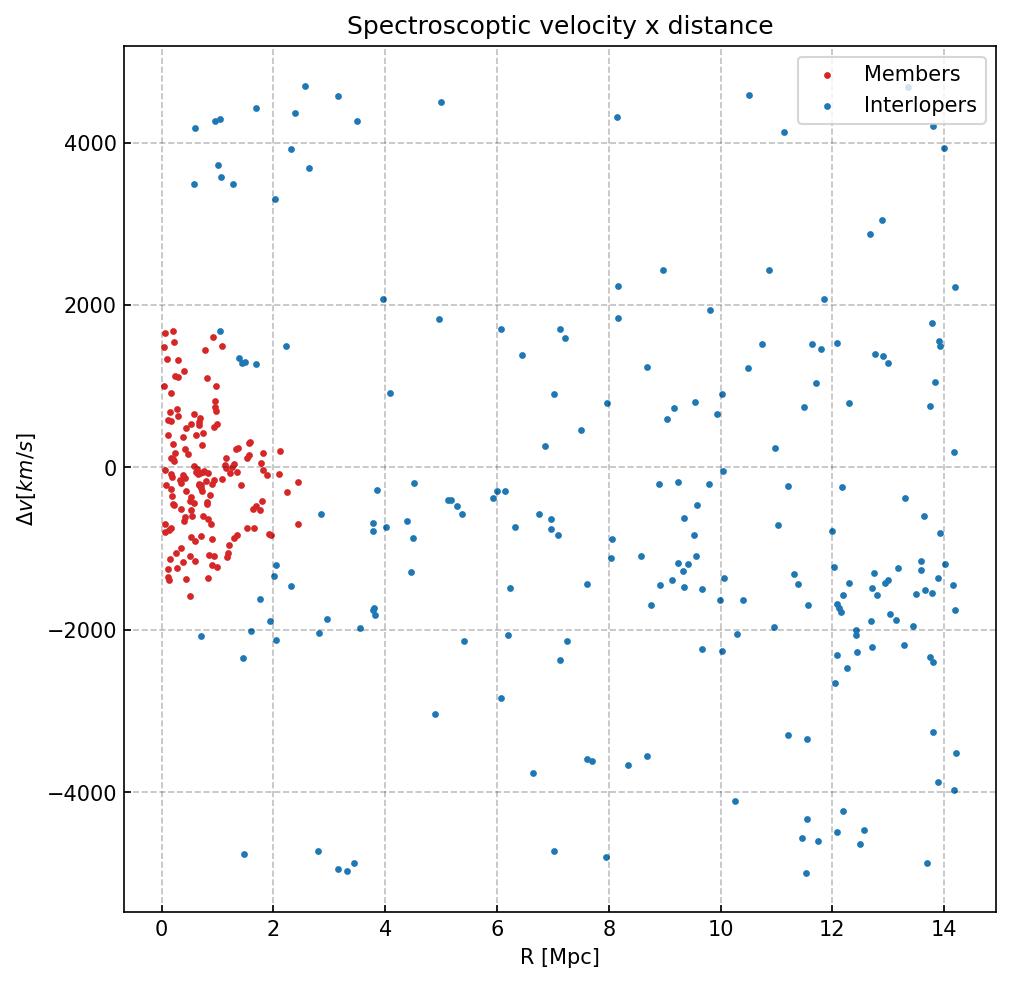 Spectroscoptic velocity x distance
Members
Interlopers
4000
2000
0
−2000
−4000
Δv[km/s]
0 2 4 6 8 10 12 14
R [Mpc]